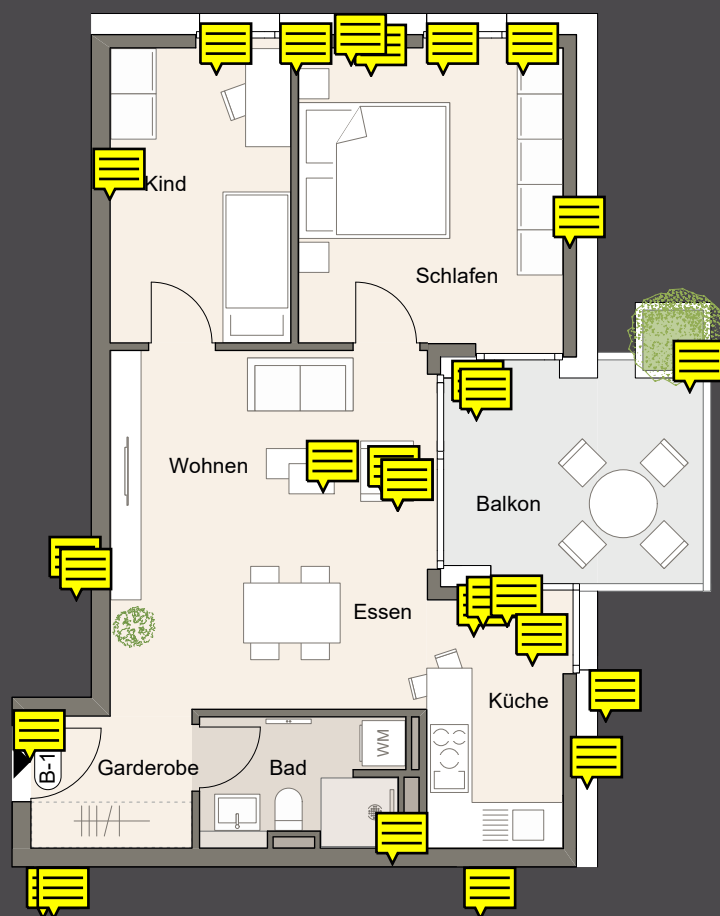 Kind
Schlafen
Wohnen
Balkon
Essen
Küche
WM
Garderobe
Bad
B-1